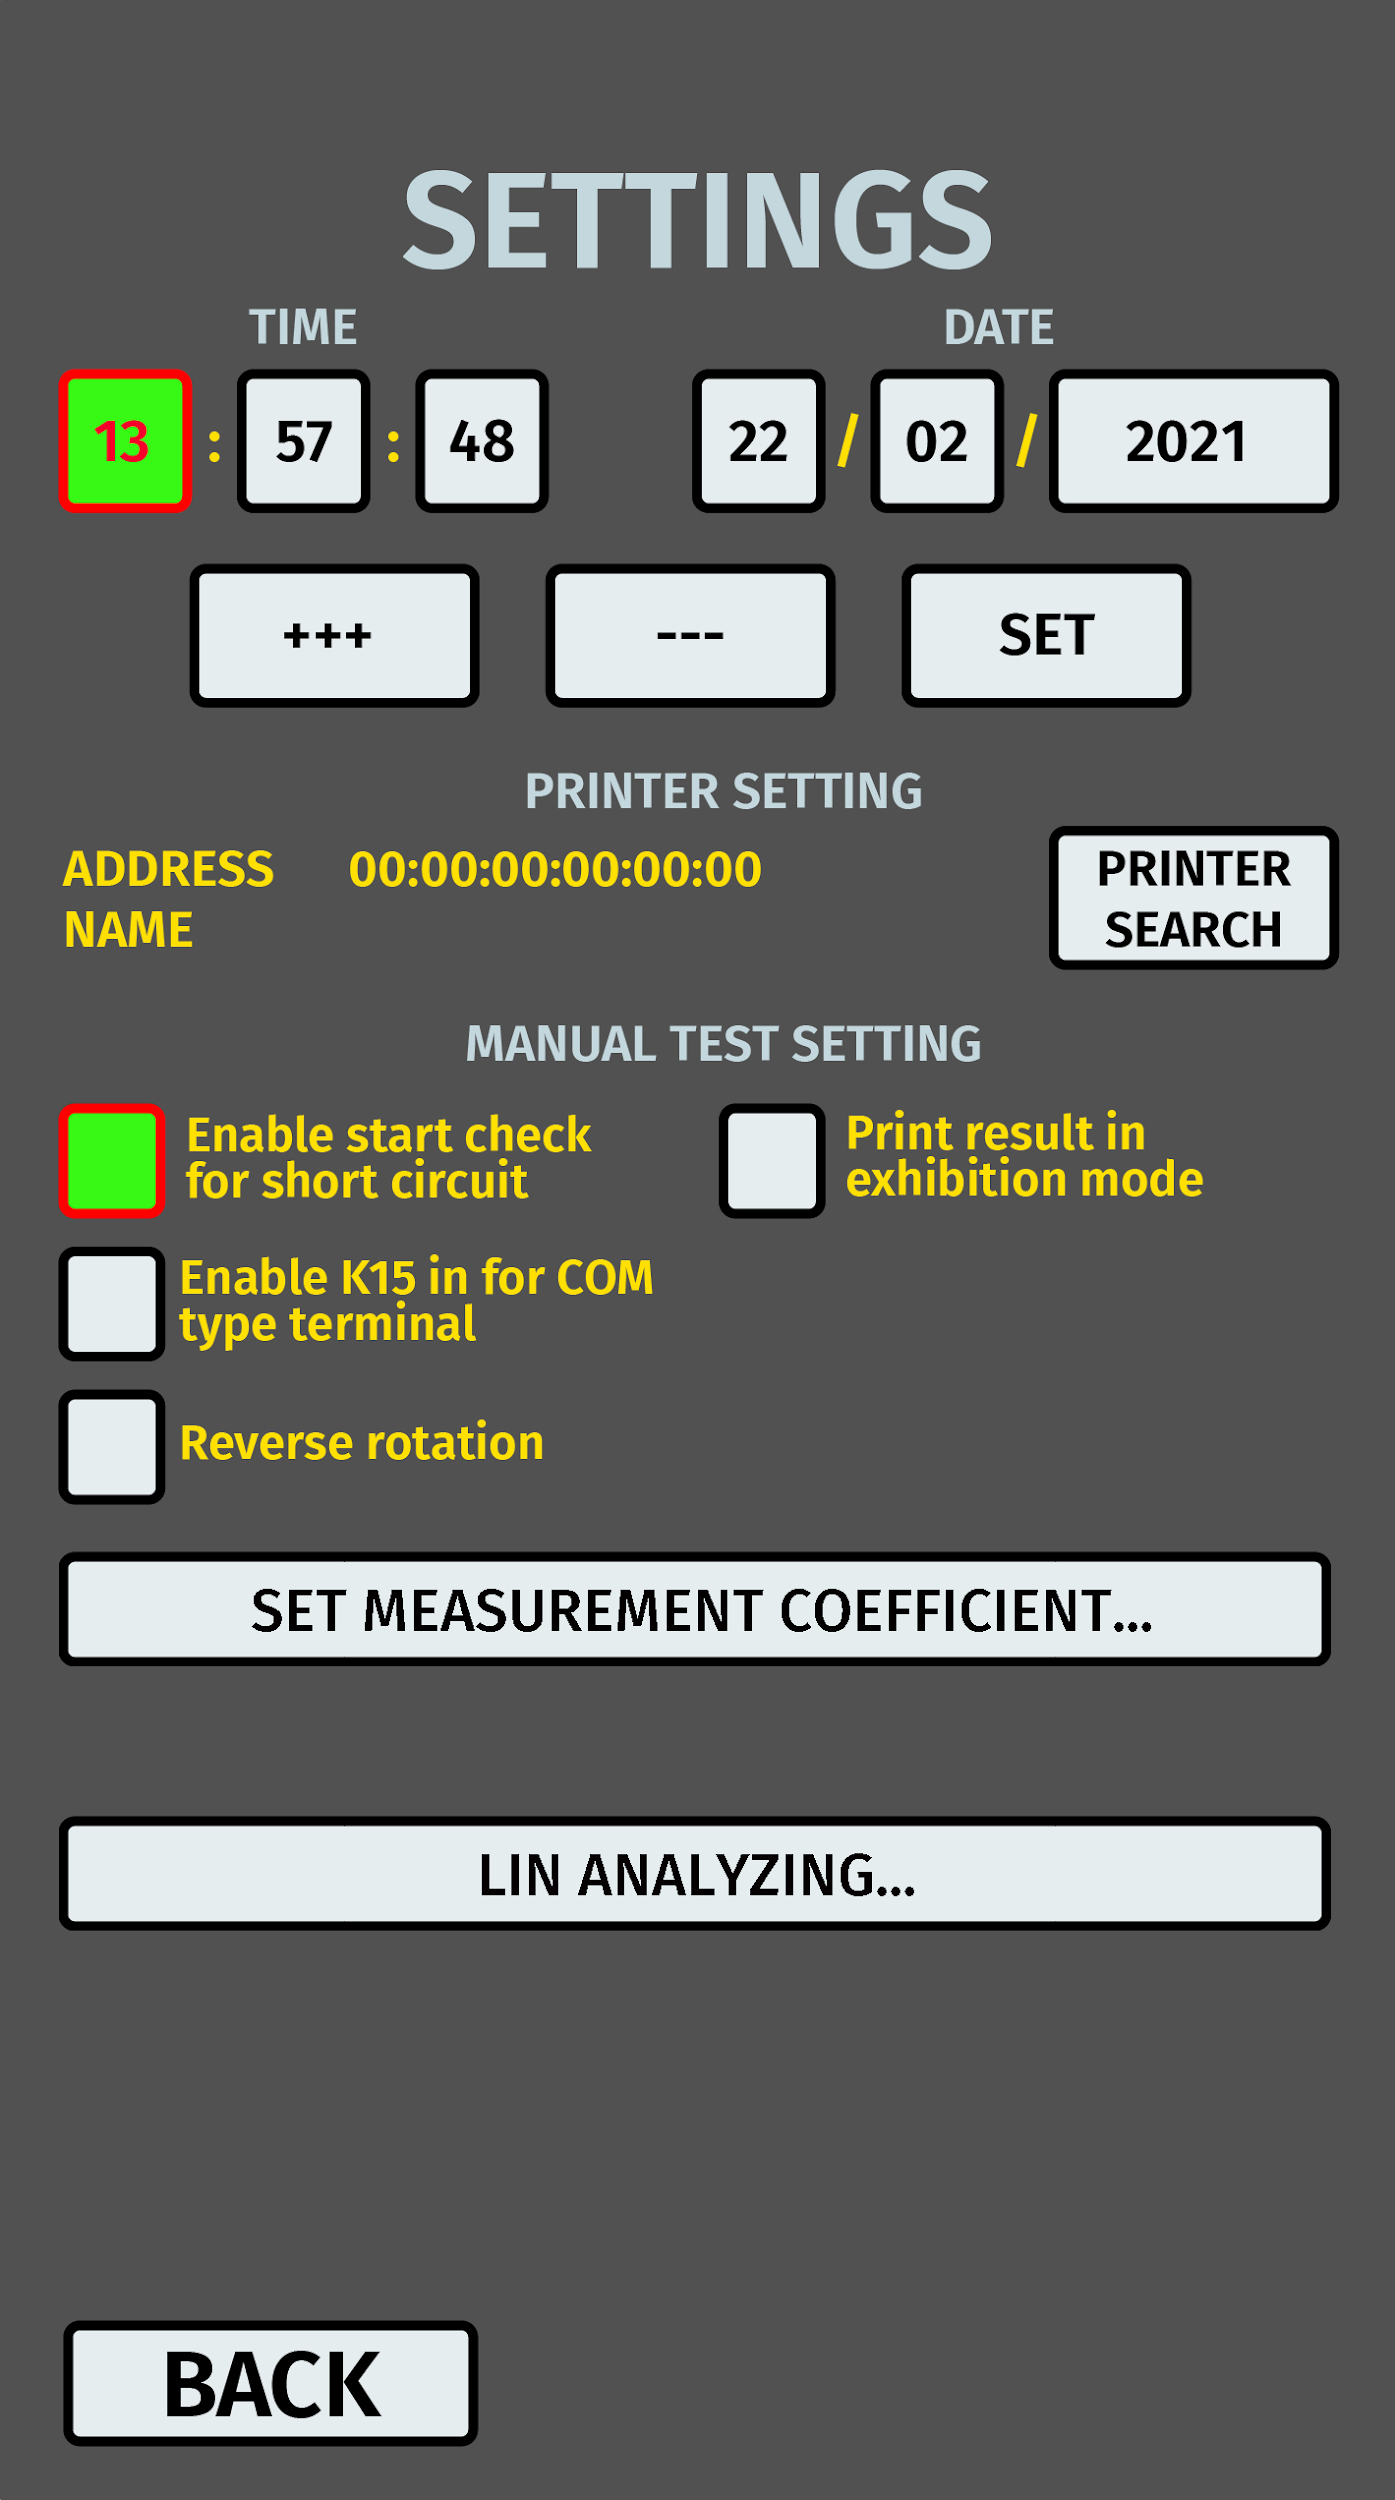 SETTINGS
TIME DATE
13 : 57 : 48 22 / 02 / 2021
+++ --- SET
PRINTER SETTING
ADDRESS 00:00:00:00:00:00
NAME
PRINTER
SEARCH
MANUAL TEST SETTING
Enable start check
for short circuit
Print result in
exhibition mode
Enable K15 in for COM
type terminal
Reverse rotation
SET MEASUREMENT COEFFICIENT...
LIN ANALYZING...
BACK